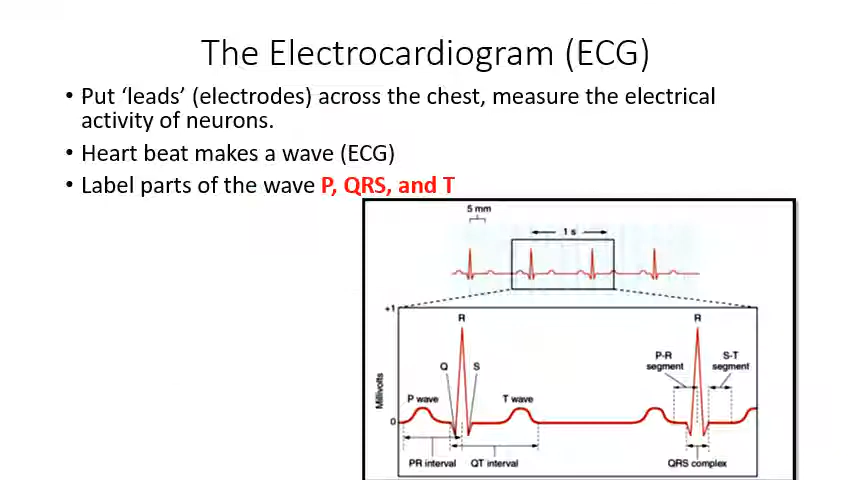 The Electrocardiogram (ECG)
• Put ‘leads’ (electrodes) across the chest, measure the electrical
activity of neurons.
• Heart beat makes a wave (ECG)
• Label parts of the wave P, QRS, and T
5 mm
1 s
+1
R
R
P-R
segment
S-T
segment
Q
S
Millivolts
P wave
T wave
0
PR interval
QT interval
QRS complex